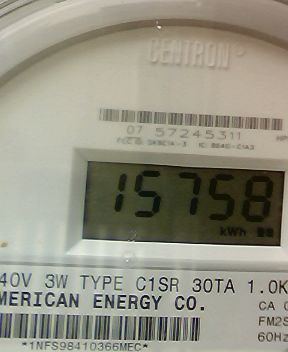 CENTRON®
07 57245311
15758
kWh
40V 3W TYPE C1SR 30TA 1.0K
MERICAN ENERGY CO.
CA
FM2S
60Hz
*1NFS98410366MEC*